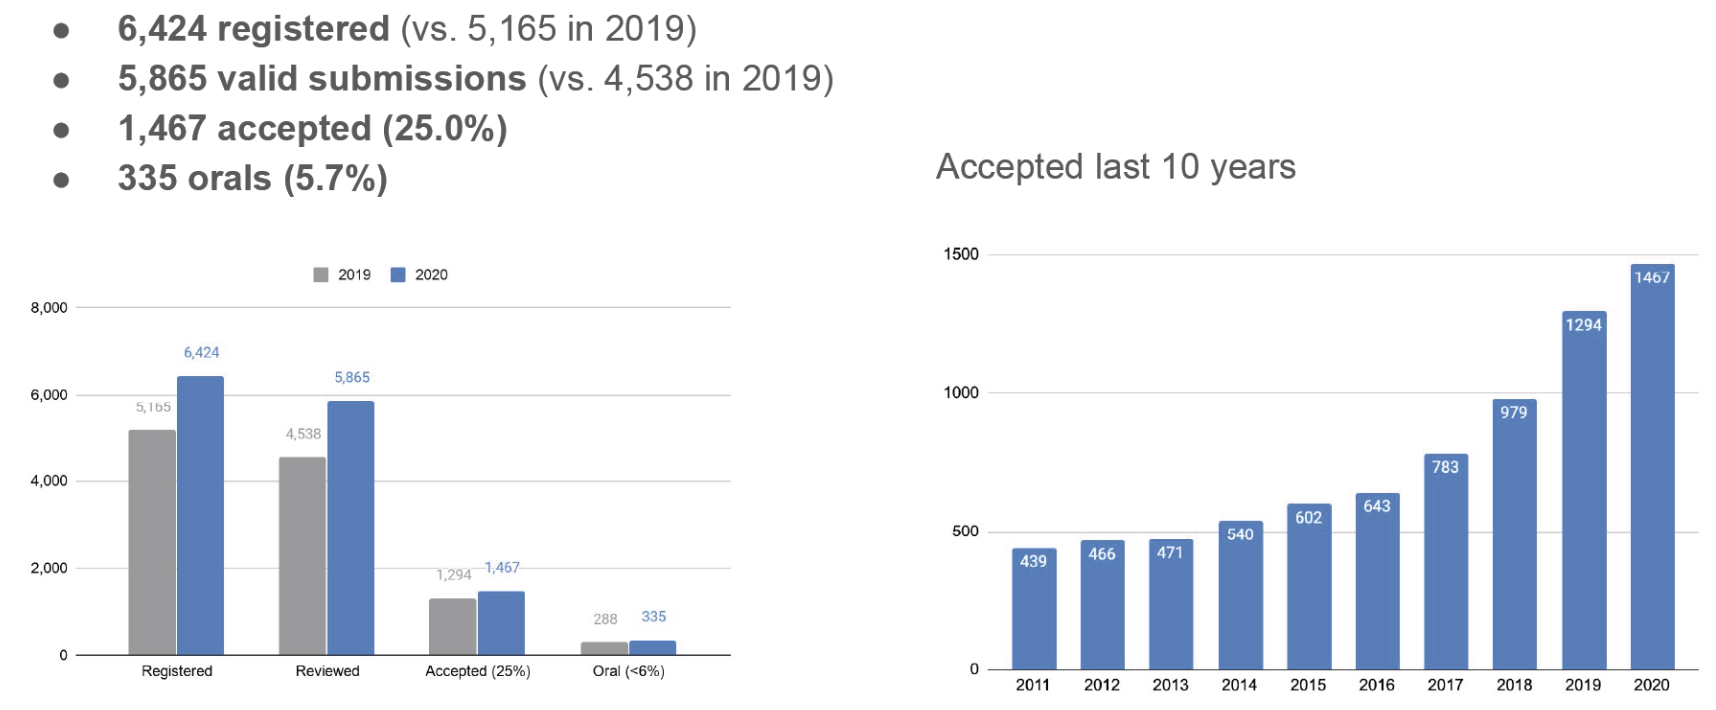 ● 6,424 registered (vs. 5,165 in 2019)
● 5,865 valid submissions (vs. 4,538 in 2019)
● 1,467 accepted (25.0%)
● 335 orals (5.7%)
2019 2020
8,000
6,000
4,000
2,000
0
6,424
5,165
5,865
4,538
1,294
1,467
288
335
Registered Reviewed Accepted (25%) Oral (<6%)
Accepted last 10 years
1500
1000
500
0
439 466 471 540 602 643 783 979 1294 1467
2011 2012 2013 2014 2015 2016 2017 2018 2019 2020